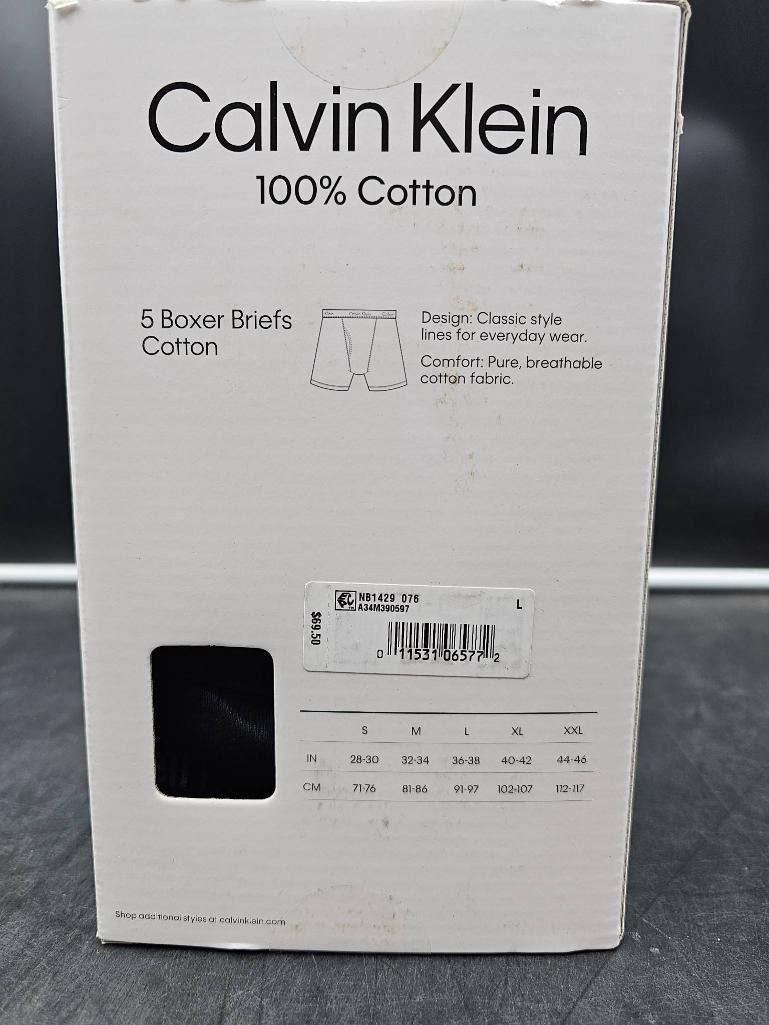 Calvin Klein
100% Cotton
5 Boxer Briefs
Cotton
Design: Classic style
lines for everyday wear.
Comfort: Pure, breathable
cotton fabric.
NB1429 076
A34M390597
L
$69.50
0 11531 06577 2
S M L XL XXL
IN 28-30 32-34 36-38 40-42 44-46
CM 71-76 81-86 91-97 102-107 112-117
Shop additional styles at calvinklein.com